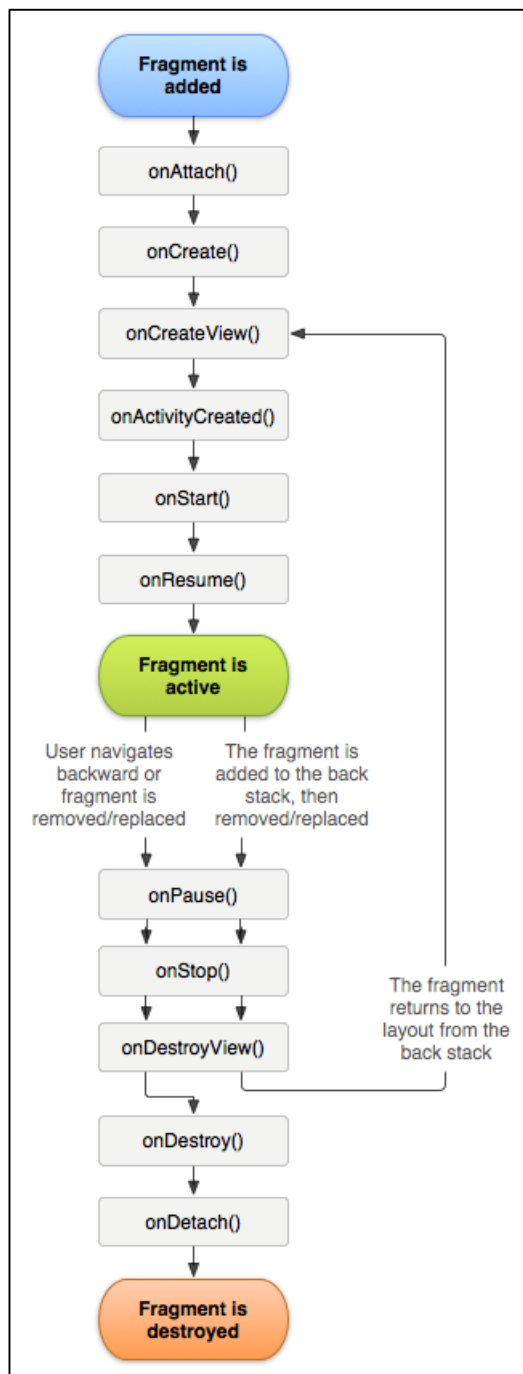 Fragment is
added
onAttach()
onCreate()
onCreateView()
onActivityCreated()
onStart()
onResume()
Fragment is
active
User navigates
backward or
fragment is
removed/replaced
The fragment is
added to the back
stack, then
removed/replaced
onPause()
onStop()
The fragment
returns to the
layout from the
back stack
onDestroyView()
onDestroy()
onDetach()
Fragment is
destroyed